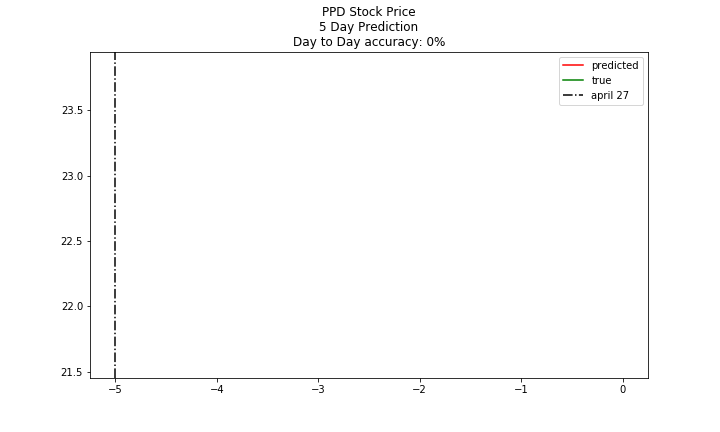 PPD Stock Price
5 Day Prediction
Day to Day accuracy: 0%
predicted
true
april 27
23.5
23.0
22.5
22.0
21.5
−5
−4
−3
−2
−1
0